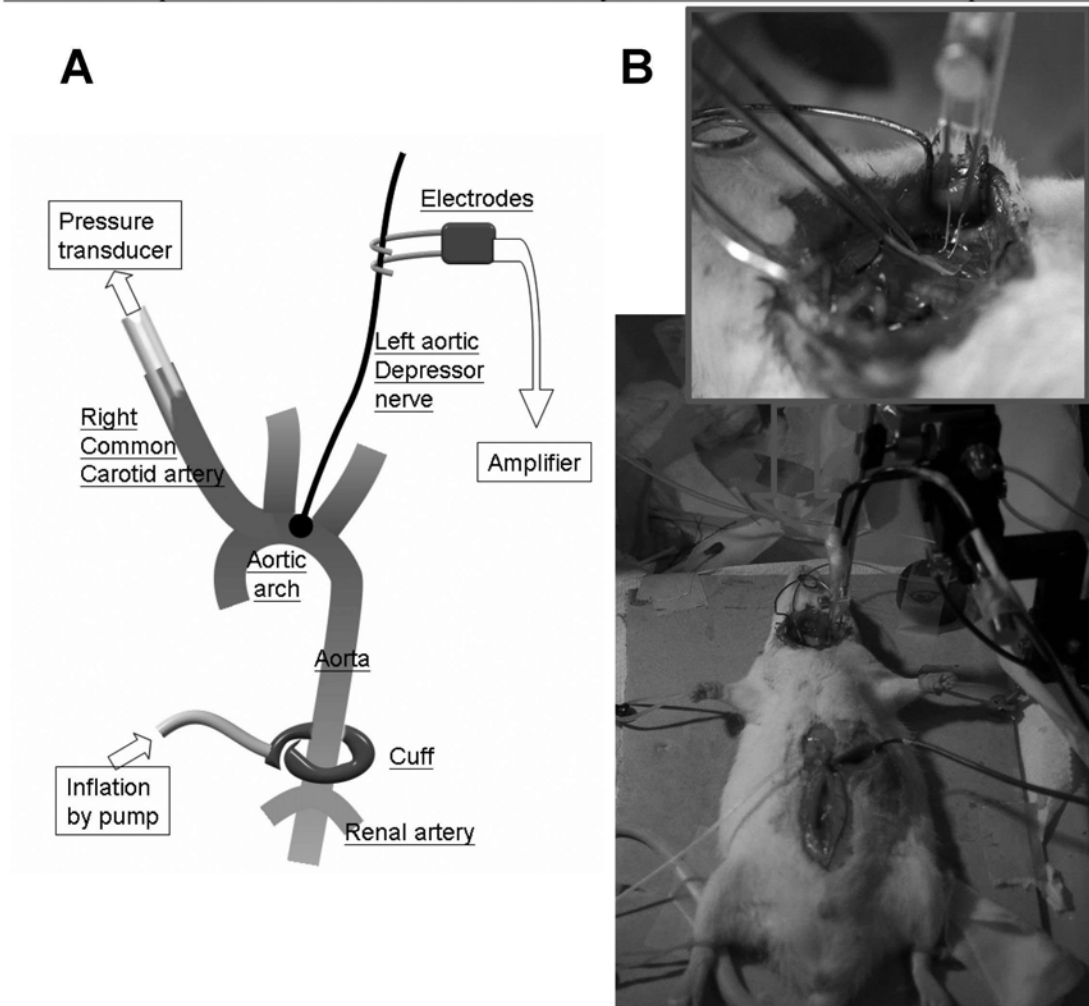 A
B
Pressure
transducer
Electrodes
Left aortic
Depressor
nerve
Right
Common
Carotid artery
Amplifier
Aortic
arch
Aorta
Cuff
Inflation
by pump
Renal artery